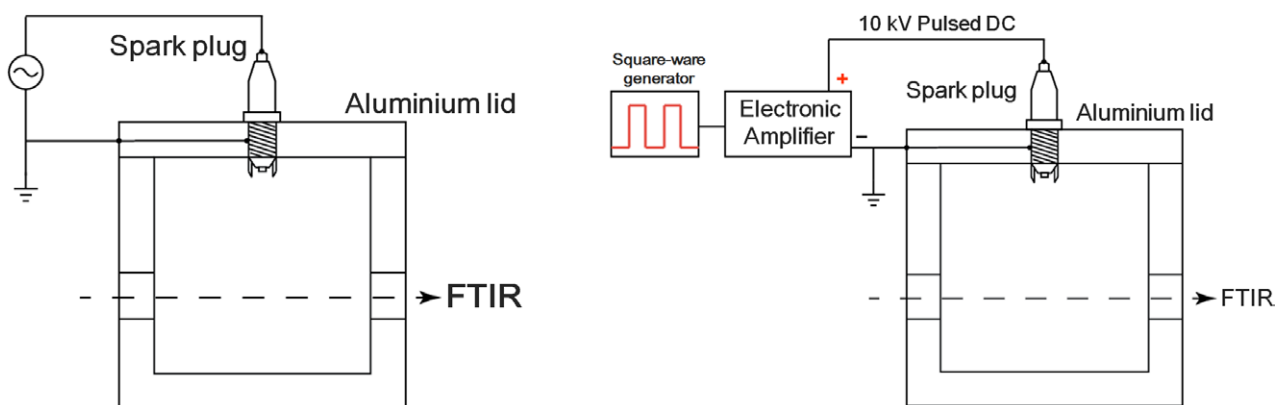 Spark plug
Aluminium lid
FTIR
10 kV Pulsed DC
Square-ware
generator
+
Electronic
Amplifier
–
Spark plug
Aluminium lid
FTIR